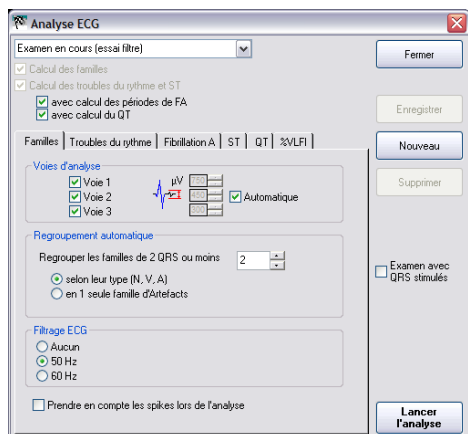 Analyse ECG
Examen en cours (essai filtre)
Fermer
Calcul des familles
Calcul des troubles du rythme et ST
avec calcul des périodes de FA
avec calcul du QT
Enregistrer
Familles
Troubles du rythme
Fibrillation A
ST
QT
%VLFI
Nouveau
Voies d'analyse
Voie 1
Voie 2
Voie 3
µV
750
450
300
Automatique
Supprimer
Regroupement automatique
Regrouper les familles de 2 QRS ou moins
2
selon leur type (N, V, A)
en 1 seule famille d'Artefacts
Examen avec
QRS stimulés
Filtrage ECG
Aucun
50 Hz
60 Hz
Prendre en compte les spikes lors de l'analyse
Lancer
l'analyse